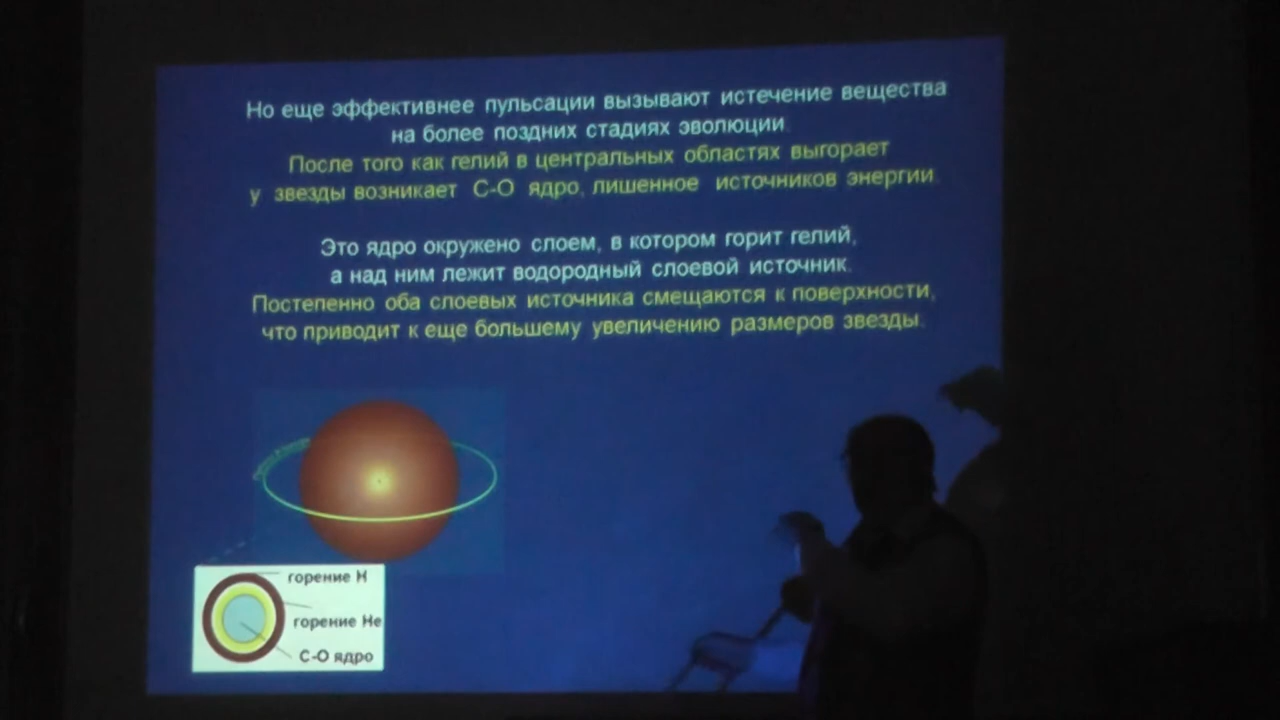 Но еще эффективнее пульсации вызывают истечение вещества
на более поздних стадиях эволюции.
После того как гелий в центральных областях выгорает
у звезды возникает С-О ядро, лишенное источников энергии.
Это ядро окружено слоем, в котором горит гелий,
а над ним лежит водородный слоевой источник.
Постепенно оба слоевых источника смещаются к поверхности,
что приводит к еще большему увеличению размеров звезды.
горение Н
горение Не
С-О ядро